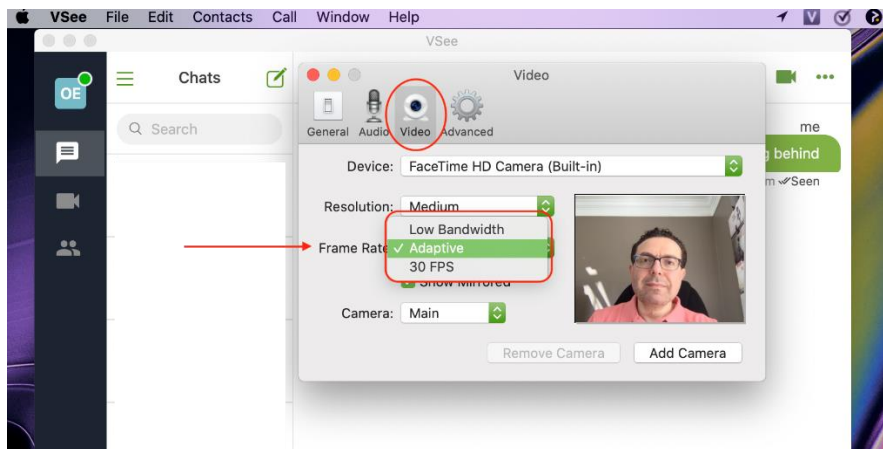 VSee File Edit Contacts Call Window Help
VSee
OE
Chats
Search
Video
General Audio Video Advanced
me
behind
Seen
Device: FaceTime HD Camera (Built-in)
Resolution: Medium
Low Bandwidth
Frame Rate ✓ Adaptive
30 FPS
Show Mirrored
Camera: Main
Remove Camera Add Camera